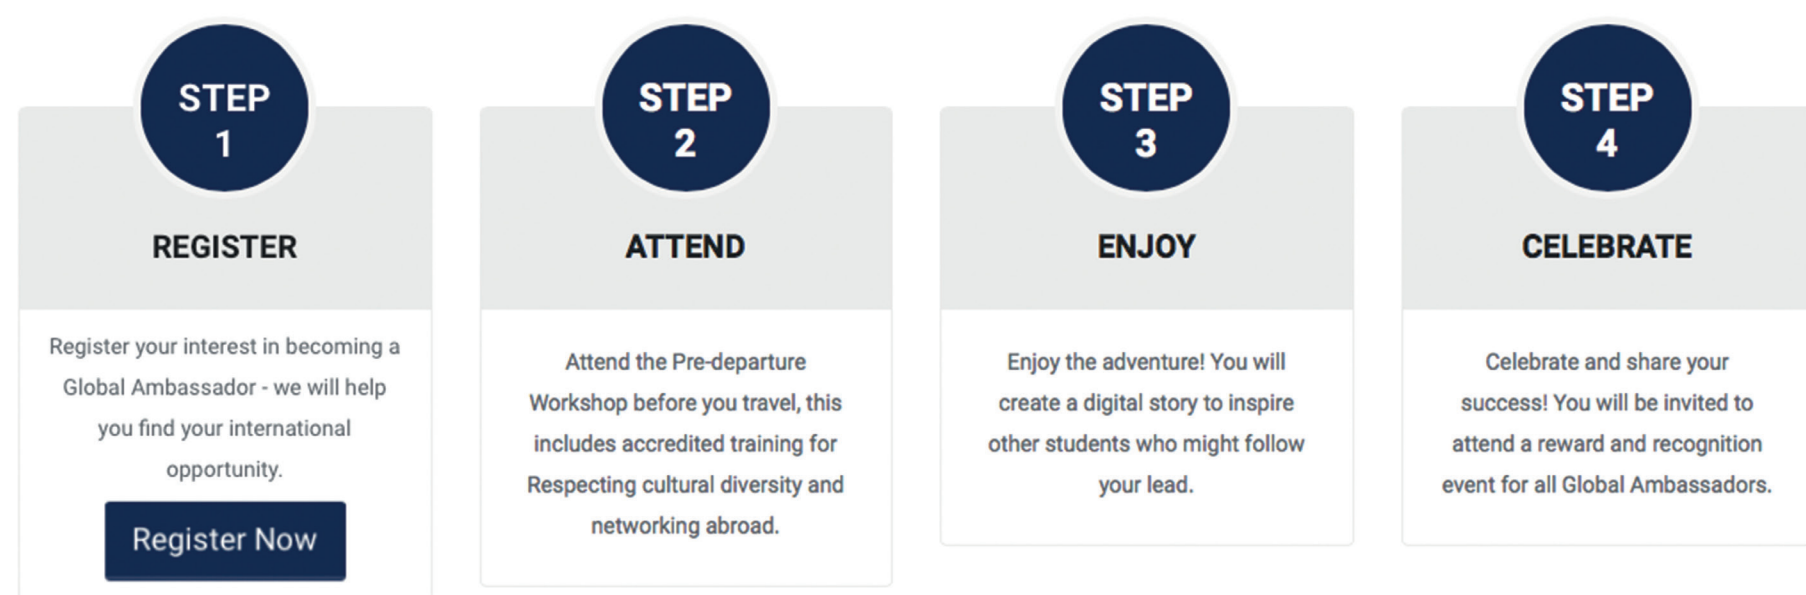 STEP
1
REGISTER
Register your interest in becoming a
Global Ambassador - we will help
you find your international
opportunity.
Register Now
STEP
2
ATTEND
Attend the Pre-departure
Workshop before you travel, this
includes accredited training for
Respecting cultural diversity and
networking abroad.
STEP
3
ENJOY
Enjoy the adventure! You will
create a digital story to inspire
other students who might follow
your lead.
STEP
4
CELEBRATE
Celebrate and share your
success! You will be invited to
attend a reward and recognition
event for all Global Ambassadors.